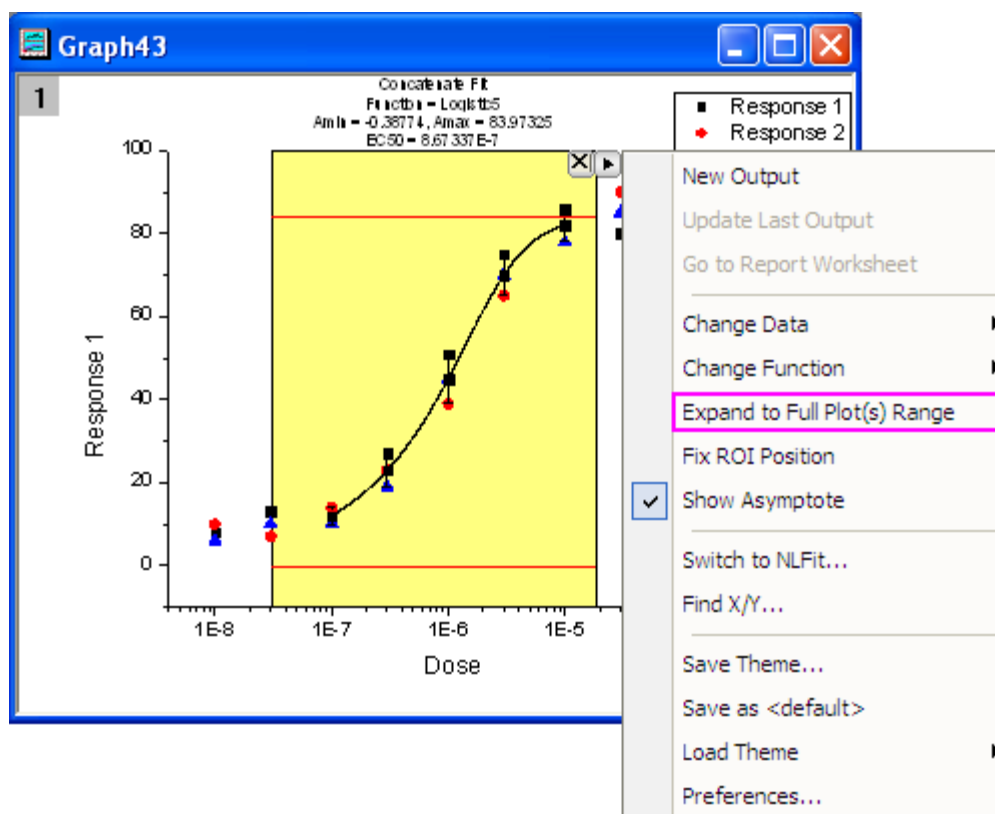 Graph43
1
Concatenate Fit
Function = Logistic5
Amin = -0.38774, Amax = 83.97325
EC50 = 8.67337E-7
Response 1
Response 2
100
80
60
40
20
0
Response 1
1E-8 1E-7 1E-6 1E-5
Dose
New Output
Update Last Output
Go to Report Worksheet
Change Data
Change Function
Expand to Full Plot(s) Range
Fix ROI Position
Show Asymptote
Switch to NLFit...
Find X/Y...
Save Theme...
Save as <default>
Load Theme
Preferences...